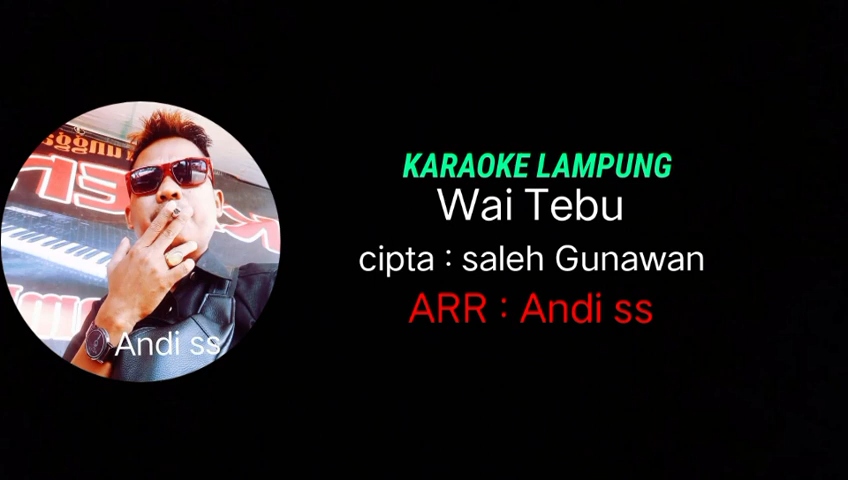 KARAOKE LAMPUNG
Wai Tebu
cipta : saleh Gunawan
ARR : Andi ss
Andi ss